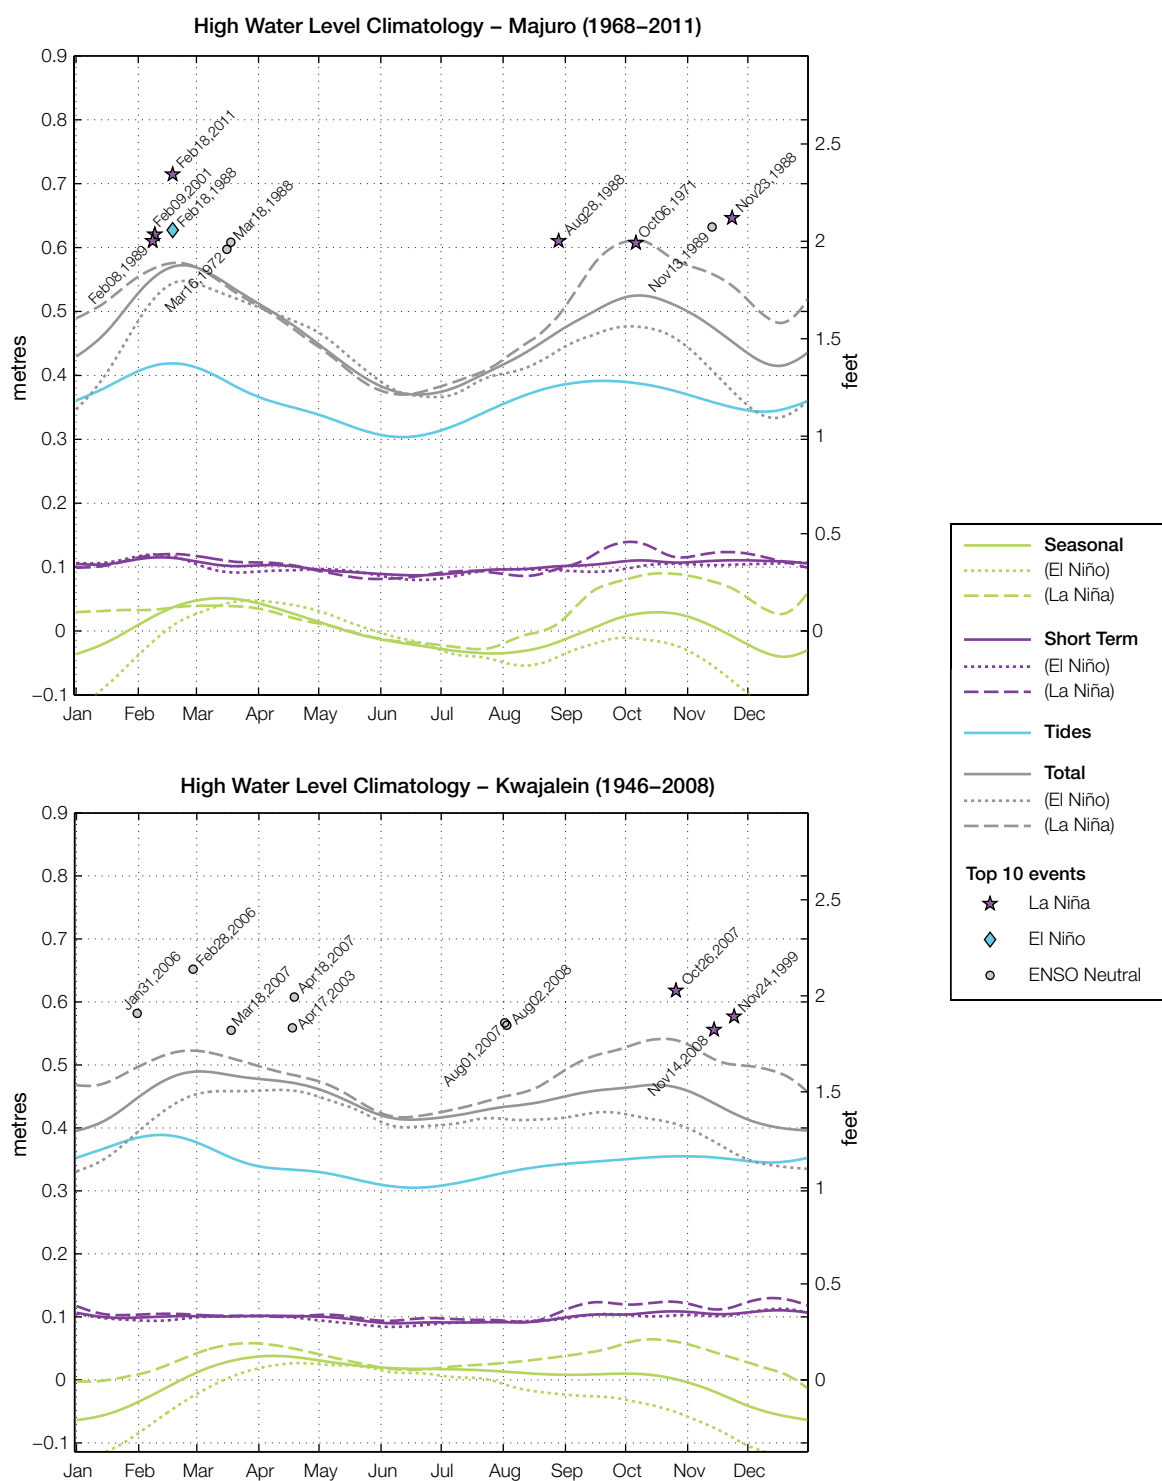 High Water Level Climatology – Majuro (1968–2011)
0.9
0.8
0.7
0.6
0.5
0.4
0.3
0.2
0.1
0
–0.1
metres
2.5
2
1.5
1
0.5
0
feet
Feb18,2011
Feb09,2001
Feb18,1988
Feb08,1989
Mar18,1988
Mar16,1972
Aug28,1988
Oct06,1971
Nov13,1989
Nov23,1988
Jan Feb Mar Apr May Jun Jul Aug Sep Oct Nov Dec
High Water Level Climatology – Kwajalein (1946–2008)
0.9
0.8
0.7
0.6
0.5
0.4
0.3
0.2
0.1
0
–0.1
metres
2.5
2
1.5
1
0.5
0
feet
Jan31,2006
Feb28,2006
Mar18,2007
Apr18,2007
Apr17,2003
Aug01,2007
Aug02,2008
Oct26,2007
Nov14,2008
Nov24,1999
Jan Feb Mar Apr May Jun Jul Aug Sep Oct Nov Dec
Seasonal
(El Niño)
(La Niña)
Short Term
(El Niño)
(La Niña)
Tides
Total
(El Niño)
(La Niña)
Top 10 events
La Niña
El Niño
ENSO Neutral